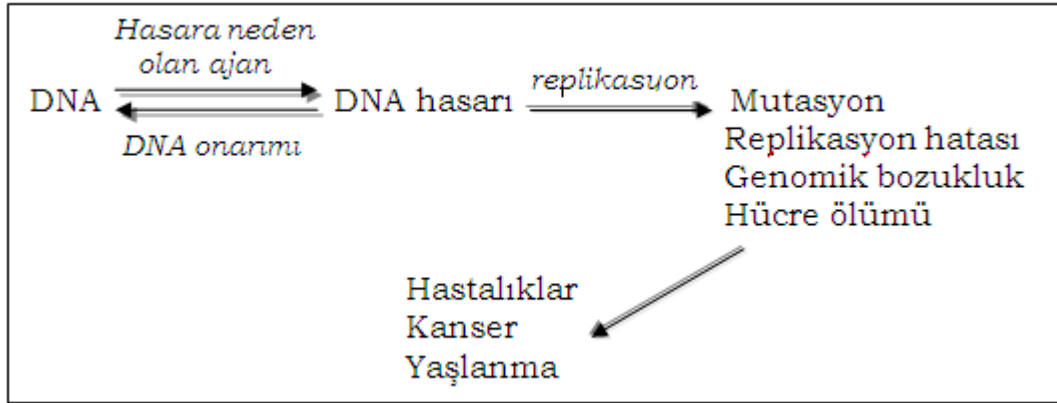 Hasara neden
olan ajan
DNA
DNA hasarı
replikasyon
DNA onarımı
Mutasyon
Replikasyon hatası
Genomik bozukluk
Hücre ölümü
Hastalıklar
Kanser
Yaşlanma